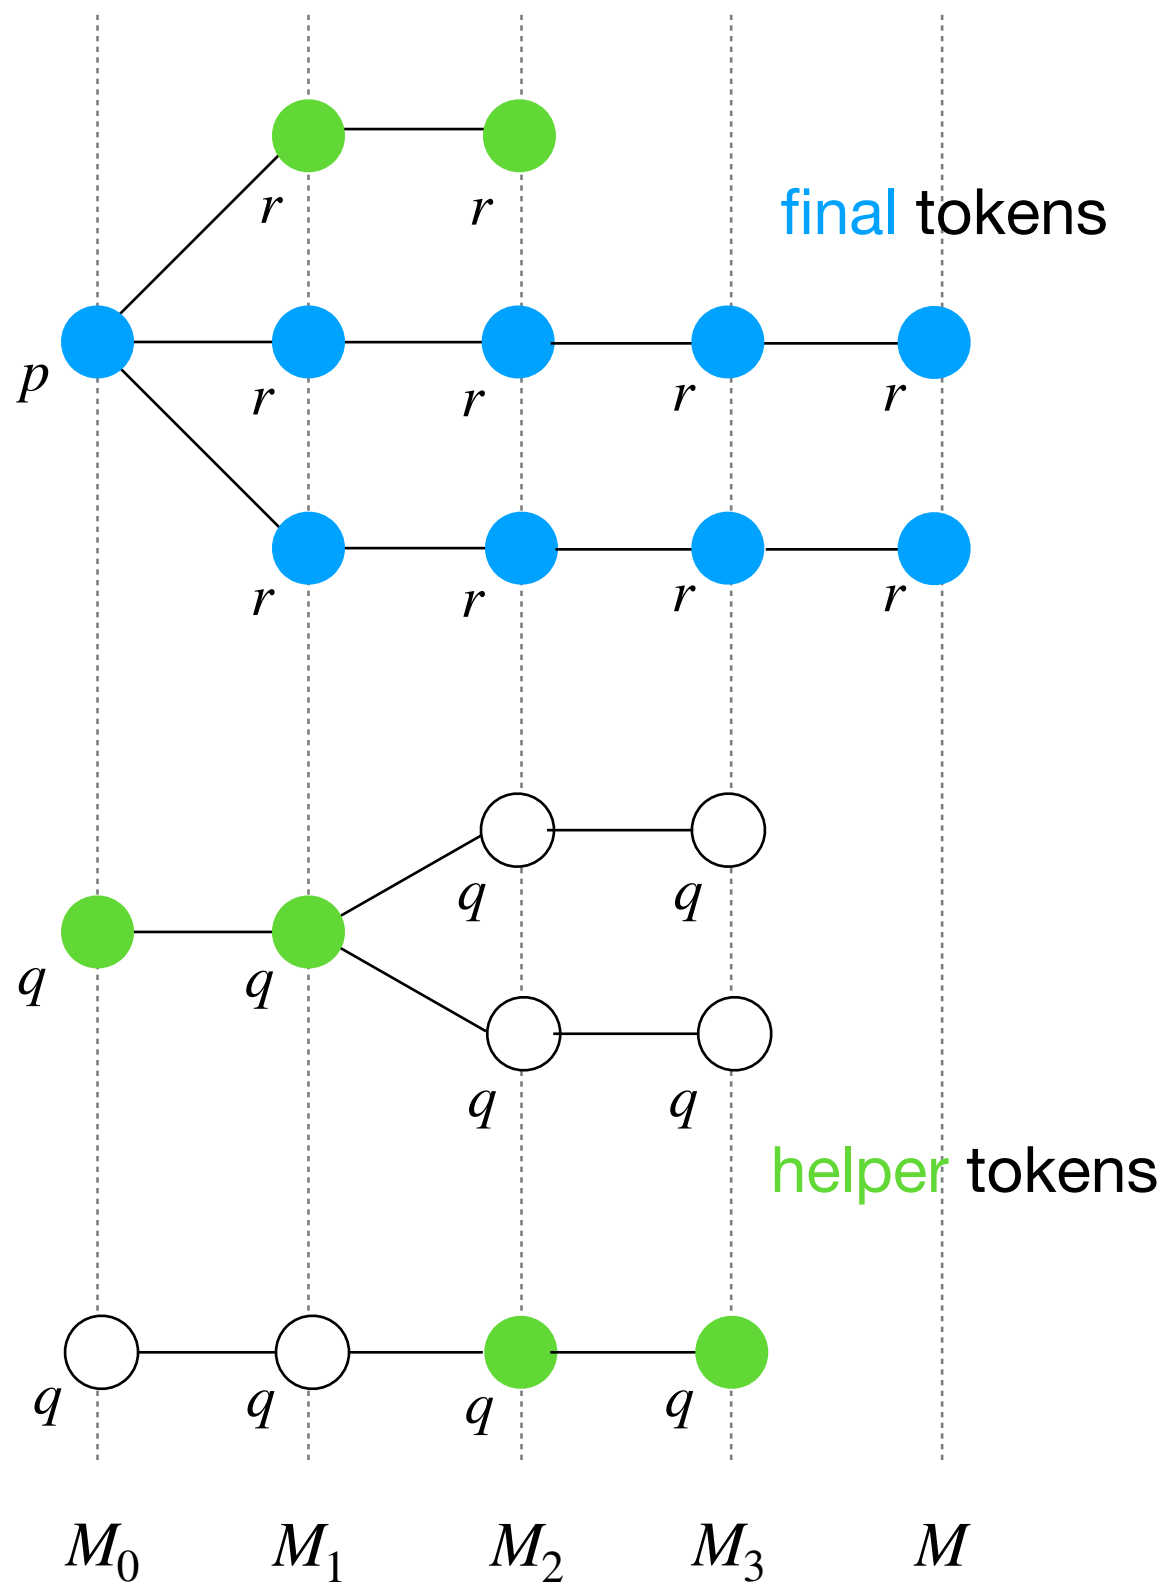 r r
final tokens
p r r r r
r r r r
q q
q q
q q
helper tokens
q q q q
M₀ M₁ M₂ M₃ M